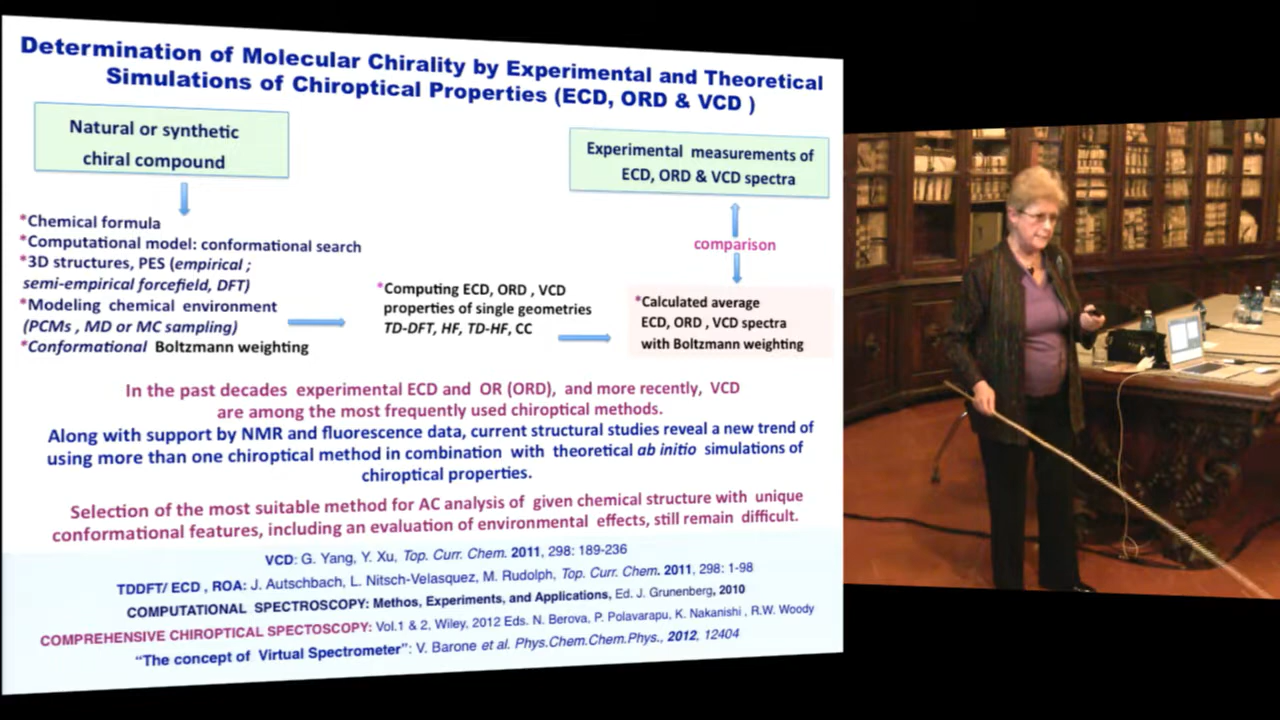 Determination of Molecular Chirality by Experimental and Theoretical
Simulations of Chiroptical Properties (ECD, ORD & VCD )
Natural or synthetic
chiral compound
Experimental measurements of
ECD, ORD & VCD spectra
*Chemical formula
*Computational model: conformational search
*3D structures, PES (empirical ;
semi-empirical forcefield, DFT)
*Modeling chemical environment
(PCMs , MD or MC sampling)
*Conformational Boltzmann weighting
*Computing ECD, ORD , VCD
properties of single geometries
TD-DFT, HF, TD-HF, CC
comparison
*Calculated average
ECD, ORD , VCD spectra
with Boltzmann weighting
In the past decades experimental ECD and OR (ORD), and more recently, VCD
are among the most frequently used chiroptical methods.
Along with support by NMR and fluorescence data, current structural studies reveal a new trend of
using more than one chiroptical method in combination with theoretical ab initio simulations of
chiroptical properties.
Selection of the most suitable method for AC analysis of given chemical structure with unique
conformational features, including an evaluation of environmental effects, still remain difficult.
VCD: G. Yang, Y. Xu, Top. Curr. Chem. 2011, 298: 189-236
TDDFT/ ECD , ROA: J. Autschbach, L. Nitsch-Velasquez, M. Rudolph, Top. Curr. Chem. 2011, 298: 1-98
COMPUTATIONAL SPECTROSCOPY: Methos, Experiments, and Applications, Ed. J. Grunenberg, 2010
COMPREHENSIVE CHIROPTICAL SPECTOSCOPY: Vol.1 & 2, Wiley, 2012 Eds. N. Berova, P. Polavarapu, K. Nakanishi , R.W. Woody
“The concept of Virtual Spectrometer”: V. Barone et al. Phys.Chem.Chem.Phys., 2012, 12404